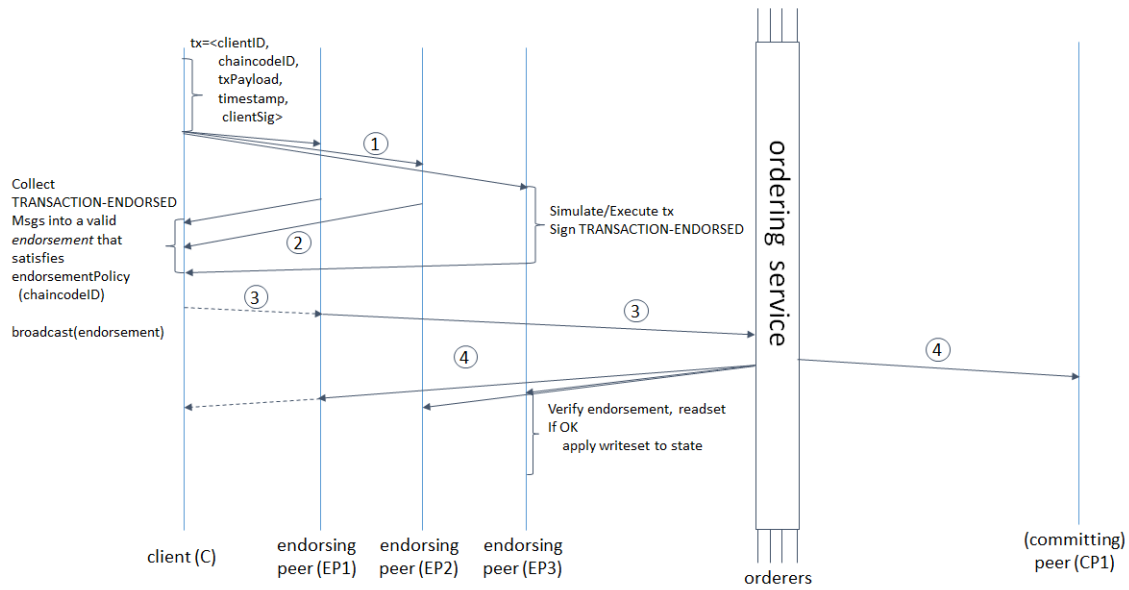 tx=<clientID,
chaincodeID,
txPayload,
timestamp,
clientSig>
1
Collect
TRANSACTION-ENDORSED
Msgs into a valid
endorsement that
satisfies
endorsementPolicy
(chaincodeID)
2
Simulate/Execute tx
Sign TRANSACTION-ENDORSED
ordering service
3
3
broadcast(endorsement)
4
4
Verify endorsement, readset
If OK
apply writeset to state
client (C)
endorsing
peer (EP1)
endorsing
peer (EP2)
endorsing
peer (EP3)
orderers
(committing)
peer (CP1)